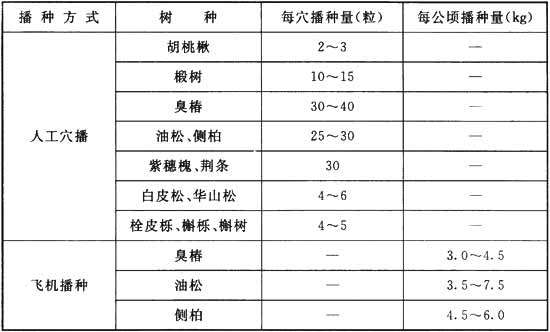 播种方式 树种 每穴播种量(粒) 每公顷播种量(kg)
人工穴播 胡桃楸 2～3 —
椴树 10～15 —
臭椿 30～40 —
油松、侧柏 25～30 —
紫穗槐、荆条 30 —
白皮松、华山松 4～6 —
栓皮栎、槲栎、槲树 4～5 —
飞机播种 臭椿 — 3.0～4.5
油松 — 3.5～7.5
侧柏 — 4.5～6.0